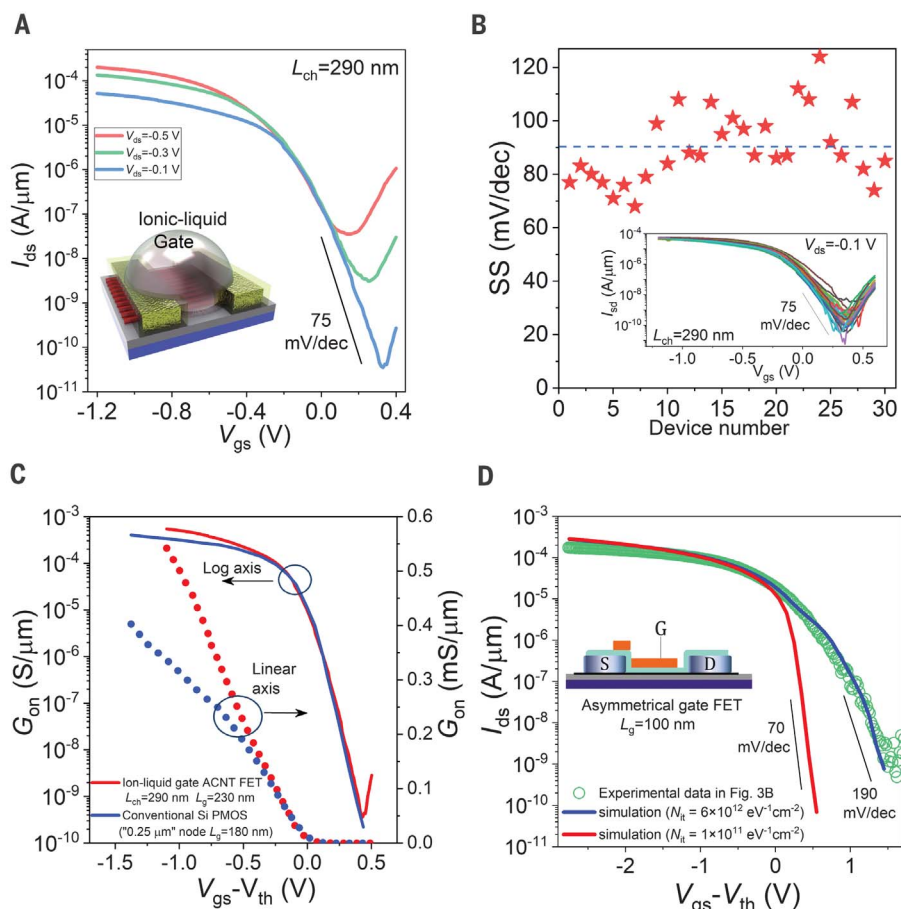 A
L_ch=290 nm
10^-4
10^-5
10^-6
10^-7
10^-8
10^-9
10^-10
10^-11
I_ds (A/μm)
V_ds=-0.5 V
V_ds=-0.3 V
V_ds=-0.1 V
Ionic-liquid
Gate
75
mV/dec
-1.2 -0.8 -0.4 0.0 0.4
V_gs (V)
B
120
100
80
60
40
20
0
SS (mV/dec)
10^-4
10^-6
10^-8
10^-10
I_sd (A/μm)
V_ds=-0.1 V
75
mV/dec
L_ch=290 nm
-1.0 -0.5 0.0 0.5
V_gs (V)
0 5 10 15 20 25 30
Device number
C
10^-3
10^-4
10^-5
10^-6
10^-7
10^-8
10^-9
10^-10
G_on (S/μm)
0.6
0.5
0.4
0.3
0.2
0.1
0.0
G_on (mS/μm)
Log axis
Linear
axis
Ion-liquid gate ACNT FET
L_ch=290 nm L_g=230 nm
Conventional Si PMOS
("0.25 μm" node L_g=180 nm)
-1.5 -1.0 -0.5 0.0 0.5
V_gs-V_th (V)
D
10^-3
10^-4
10^-5
10^-6
10^-7
10^-8
10^-9
10^-10
10^-11
I_ds (A/μm)
G
S
D
Asymmetrical gate FET
L_g=100 nm
70
mV/dec
190
mV/dec
Experimental data in Fig. 3B
simulation (N_it = 6×10^12 eV^-1cm^-2)
simulation (N_it = 1×10^11 eV^-1cm^-2)
-2 -1 0 1
V_gs-V_th (V)